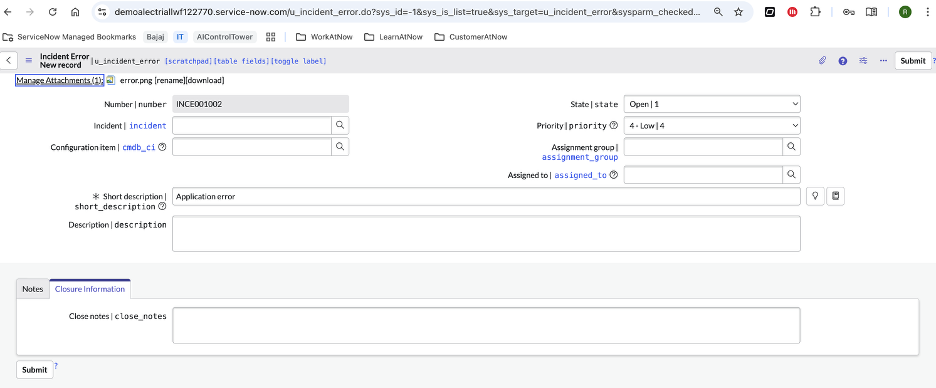 demoalectriallwf122770.service-now.com/u_incident_error.do?sys_id=-1&sys_is_list=true&sys_target=u_incident_error&sysparm_checked...
R
ServiceNow Managed Bookmarks Bajaj IT AIControlTower WorkAtNow LearnAtNow CustomerAtNow
Incident Error | u_incident_error [scratchpad][table fields][toggle label]
New record
Submit ?
Manage Attachments (1): error.png [rename][download]
Number | number INCE001002
State | state Open | 1
Incident | incident
Priority | priority 4 - Low | 4
Configuration item | cmdb_ci
Assignment group | assignment_group
Assigned to | assigned_to
Short description | short_description Application error
Description | description
Notes Closure Information
Close notes | close_notes
Submit ?